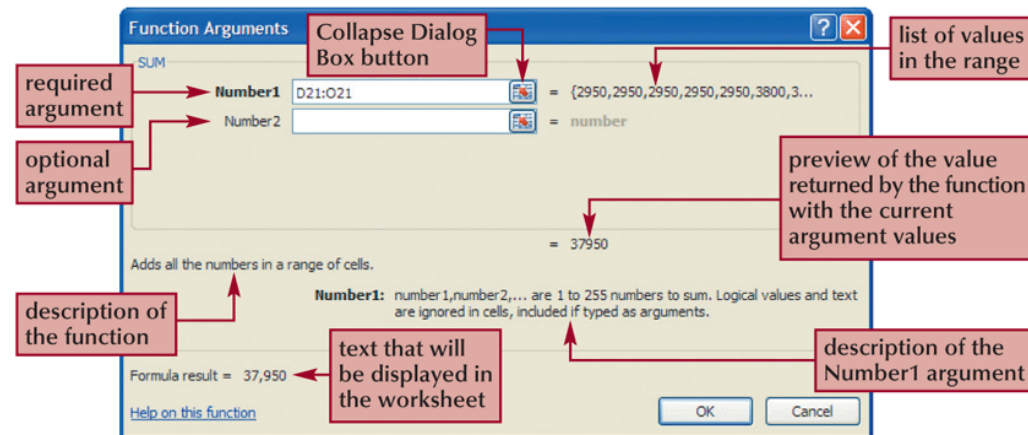 Function Arguments
Collapse Dialog
Box button
?
X
list of values
in the range
SUM
required
argument
Number1
D21:O21
= {2950,2950,2950,2950,2950,3800,3...
Number2
= number
optional
argument
preview of the value
returned by the function
with the current
argument values
= 37950
Adds all the numbers in a range of cells.
Number1: number1,number2,... are 1 to 255 numbers to sum. Logical values and text
are ignored in cells, included if typed as arguments.
description of
the function
text that will
be displayed in
the worksheet
description of the
Number1 argument
Formula result = 37,950
Help on this function
OK
Cancel